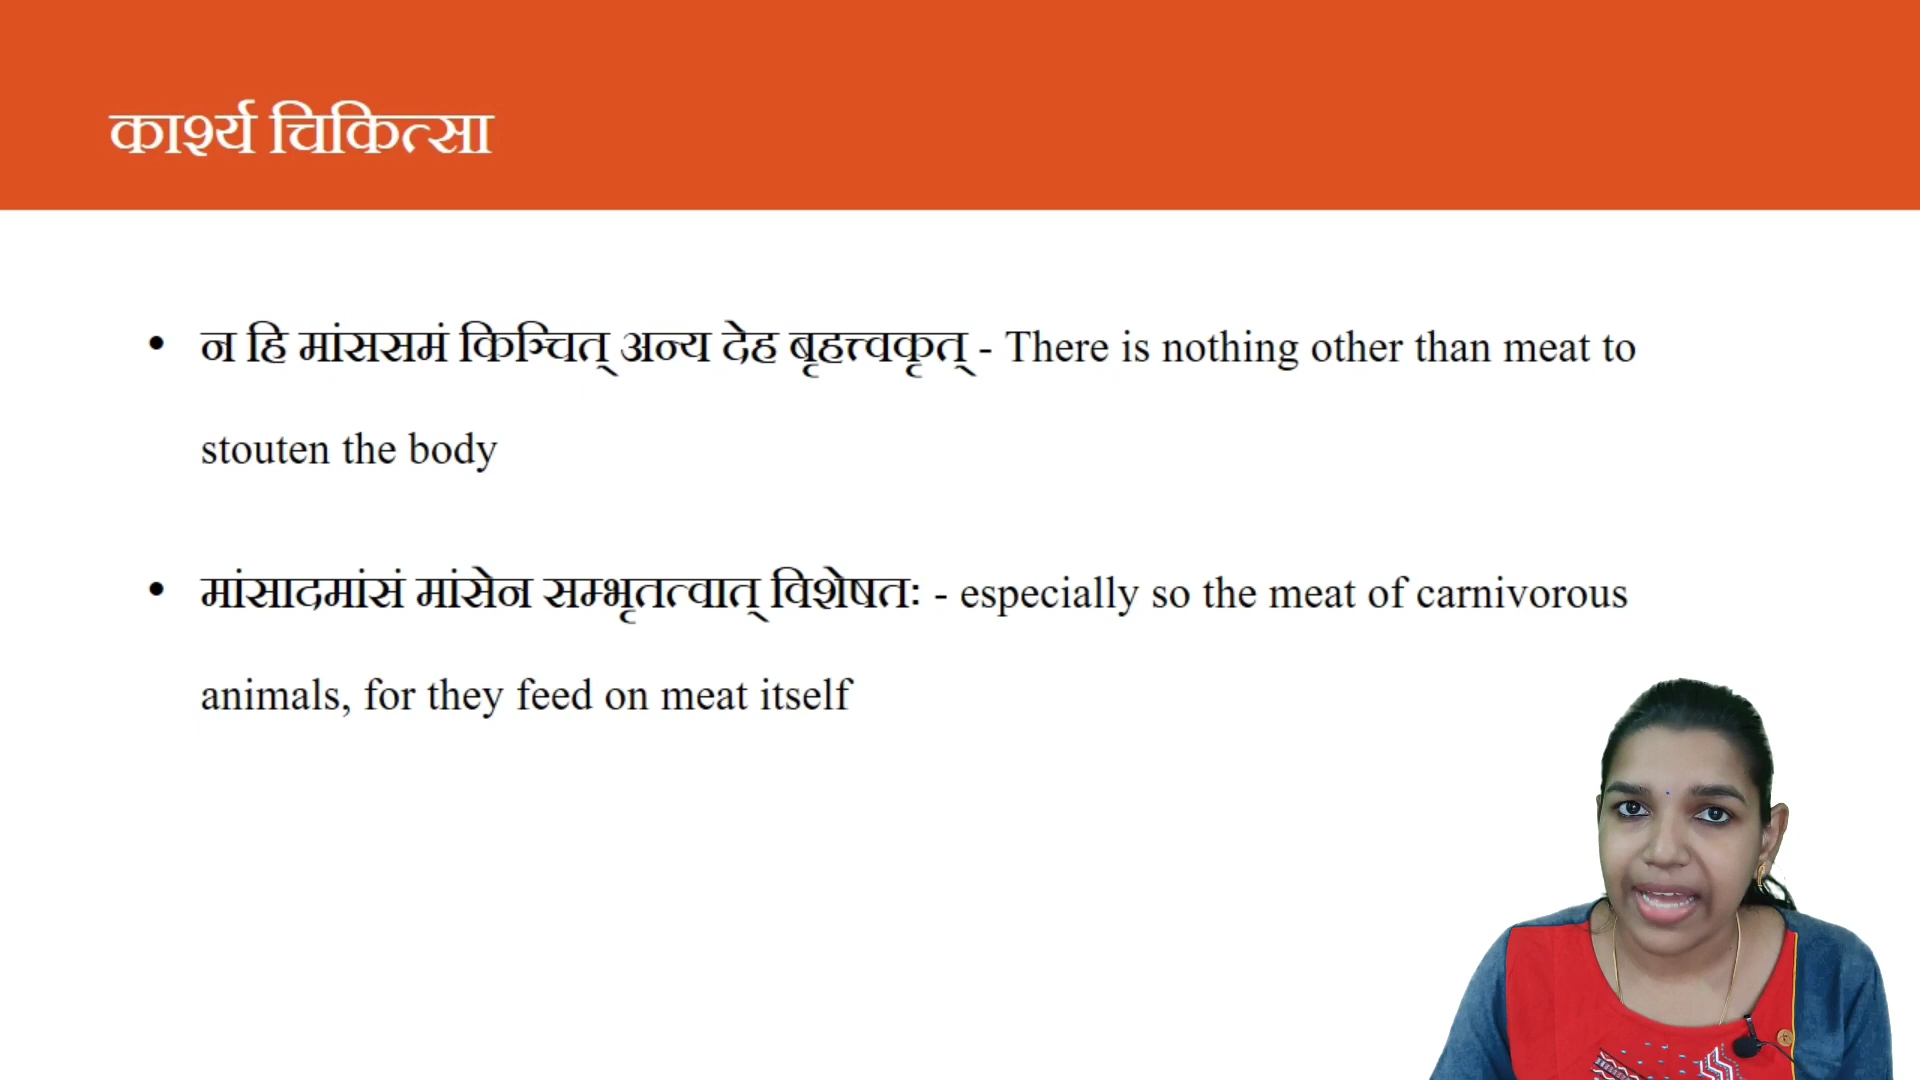 कार्श्य चिकित्सा
• न हि मांससमं किञ्चित् अन्य देह बृहत्त्वकृत् - There is nothing other than meat to
stouten the body
• मांसादमांसं मांसेन सम्भृतत्वात् विशेषतः - especially so the meat of carnivorous
animals, for they feed on meat itself